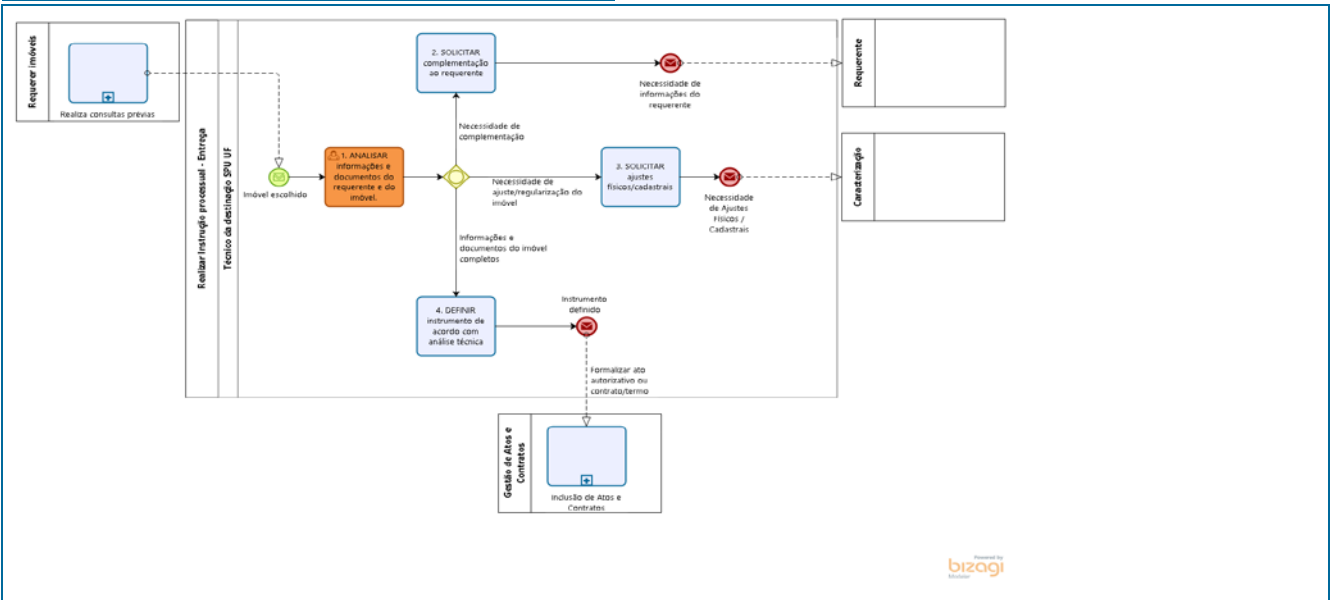 Requerer imóveis
Realiza consultas prévias
Realizar Instrução processual - Entrega
Técnico da destinação SPU UF
Imóvel escolhido
1. ANALISAR
informações e
documentos do
requerente e do
imóvel.
2. SOLICITAR
complementação
ao requerente
Necessidade de
complementação
Necessidade de
informações do
requerente
Requerente
Necessidade de
ajuste/regularização do
imóvel
3. SOLICITAR
ajustes
físicos/cadastrais
Necessidade
de Ajustes
Físicos /
Cadastrais
Caracterização
Informações e
documentos do imóvel
completos
4. DEFINIR
instrumento de
acordo com
análise técnica
Instrumento
definido
Formalizar ato
autorizativo ou
contrato/termo
Gestão de Atos e
Contratos
Inclusão de Atos e
Contratos
Powered by
bizagi
Modeler